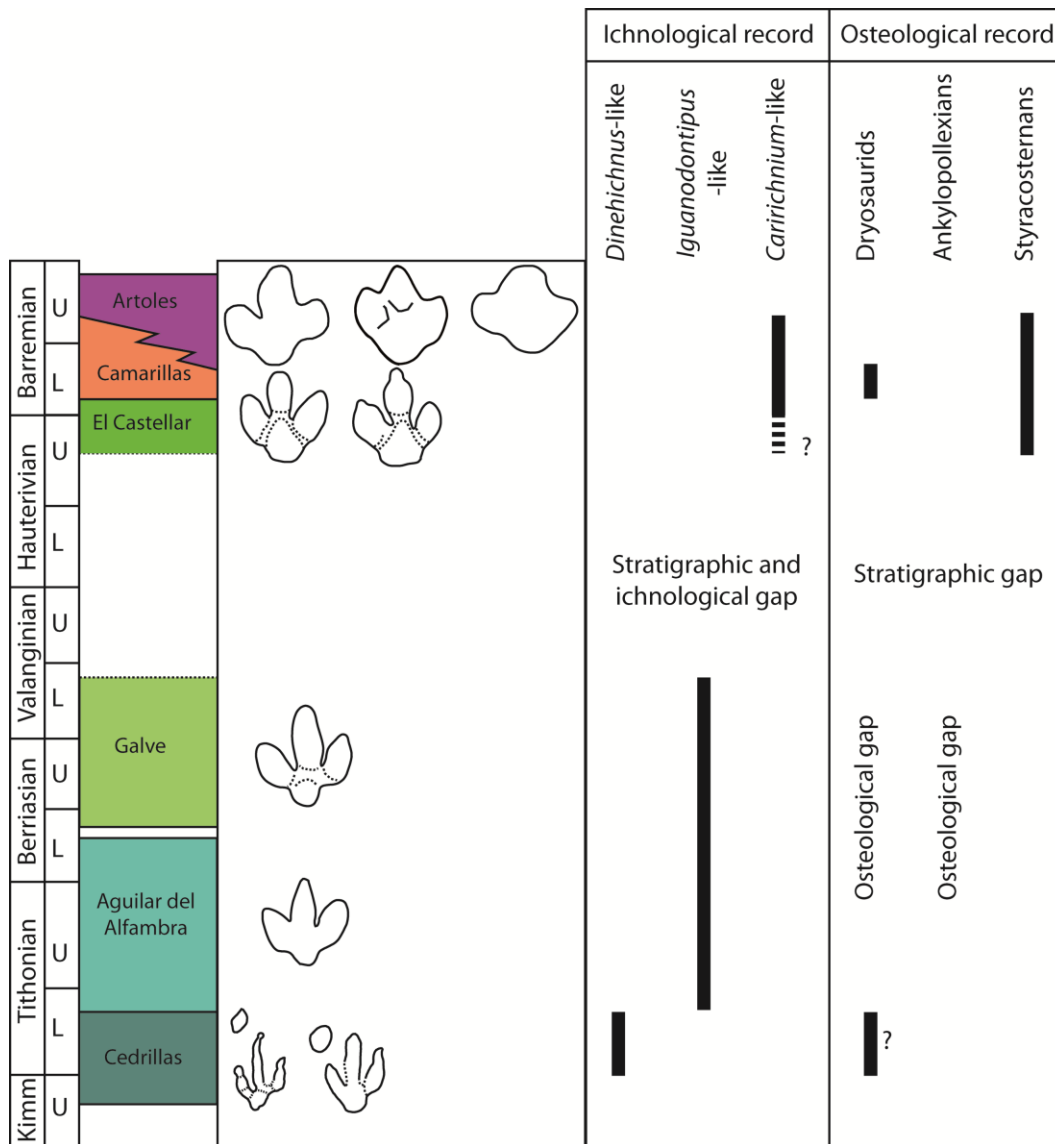 Ichnological record
Osteological record
Dinehichnus-like
Iguanodontipus
-like
Caririchnium-like
Dryosaurids
Ankylopollexians
Styracosternans
Barremian
U
L
Artoles
Camarillas
El Castellar
Hauterivian
U
L
?
Stratigraphic and
ichnological gap
Stratigraphic gap
Valanginian
U
L
Galve
Berriasian
U
L
Osteological gap
Osteological gap
Aguilar del
Alfambra
Tithonian
U
L
Cedrillas
?
Kimm
U